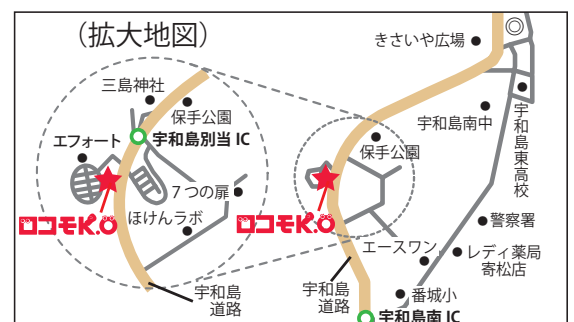 (拡大地図)
三島神社
保手公園
宇和島別当 IC
エフォート
7つの扉
ロコモK.O
ほけんラボ
宇和島
道路
きさいや広場
宇和島南中
宇和島東高校
保手公園
ロコモK.O
警察署
エースワン
レディ薬局
寄松店
宇和島
道路
番城小
宇和島南 IC